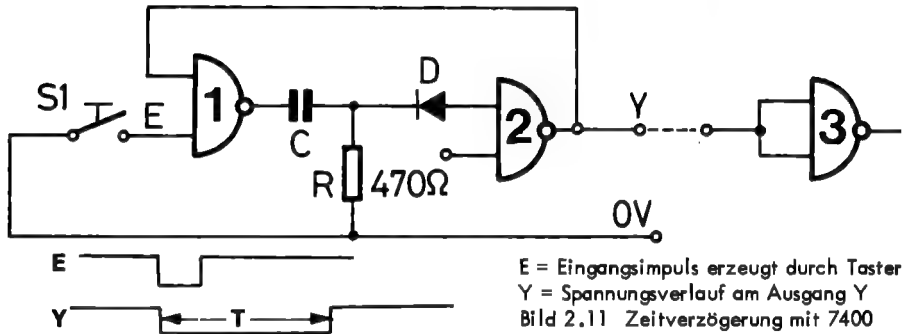 S1
E
1
C
R
470Ω
D
2
Y
3
0V
E
Y
T
E = Eingangsimpuls erzeugt durch Taster
Y = Spannungsverlauf am Ausgang Y
Bild 2.11 Zeitverzögerung mit 7400